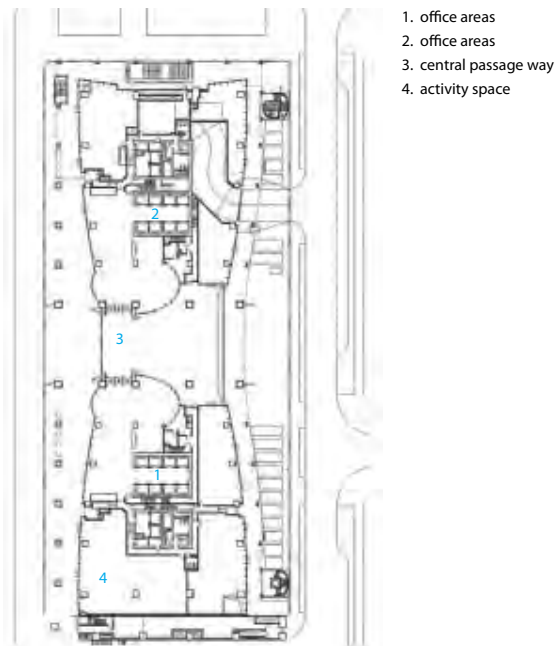 1. office areas
2. office areas
3. central passage way
4. activity space
2
3
1
4